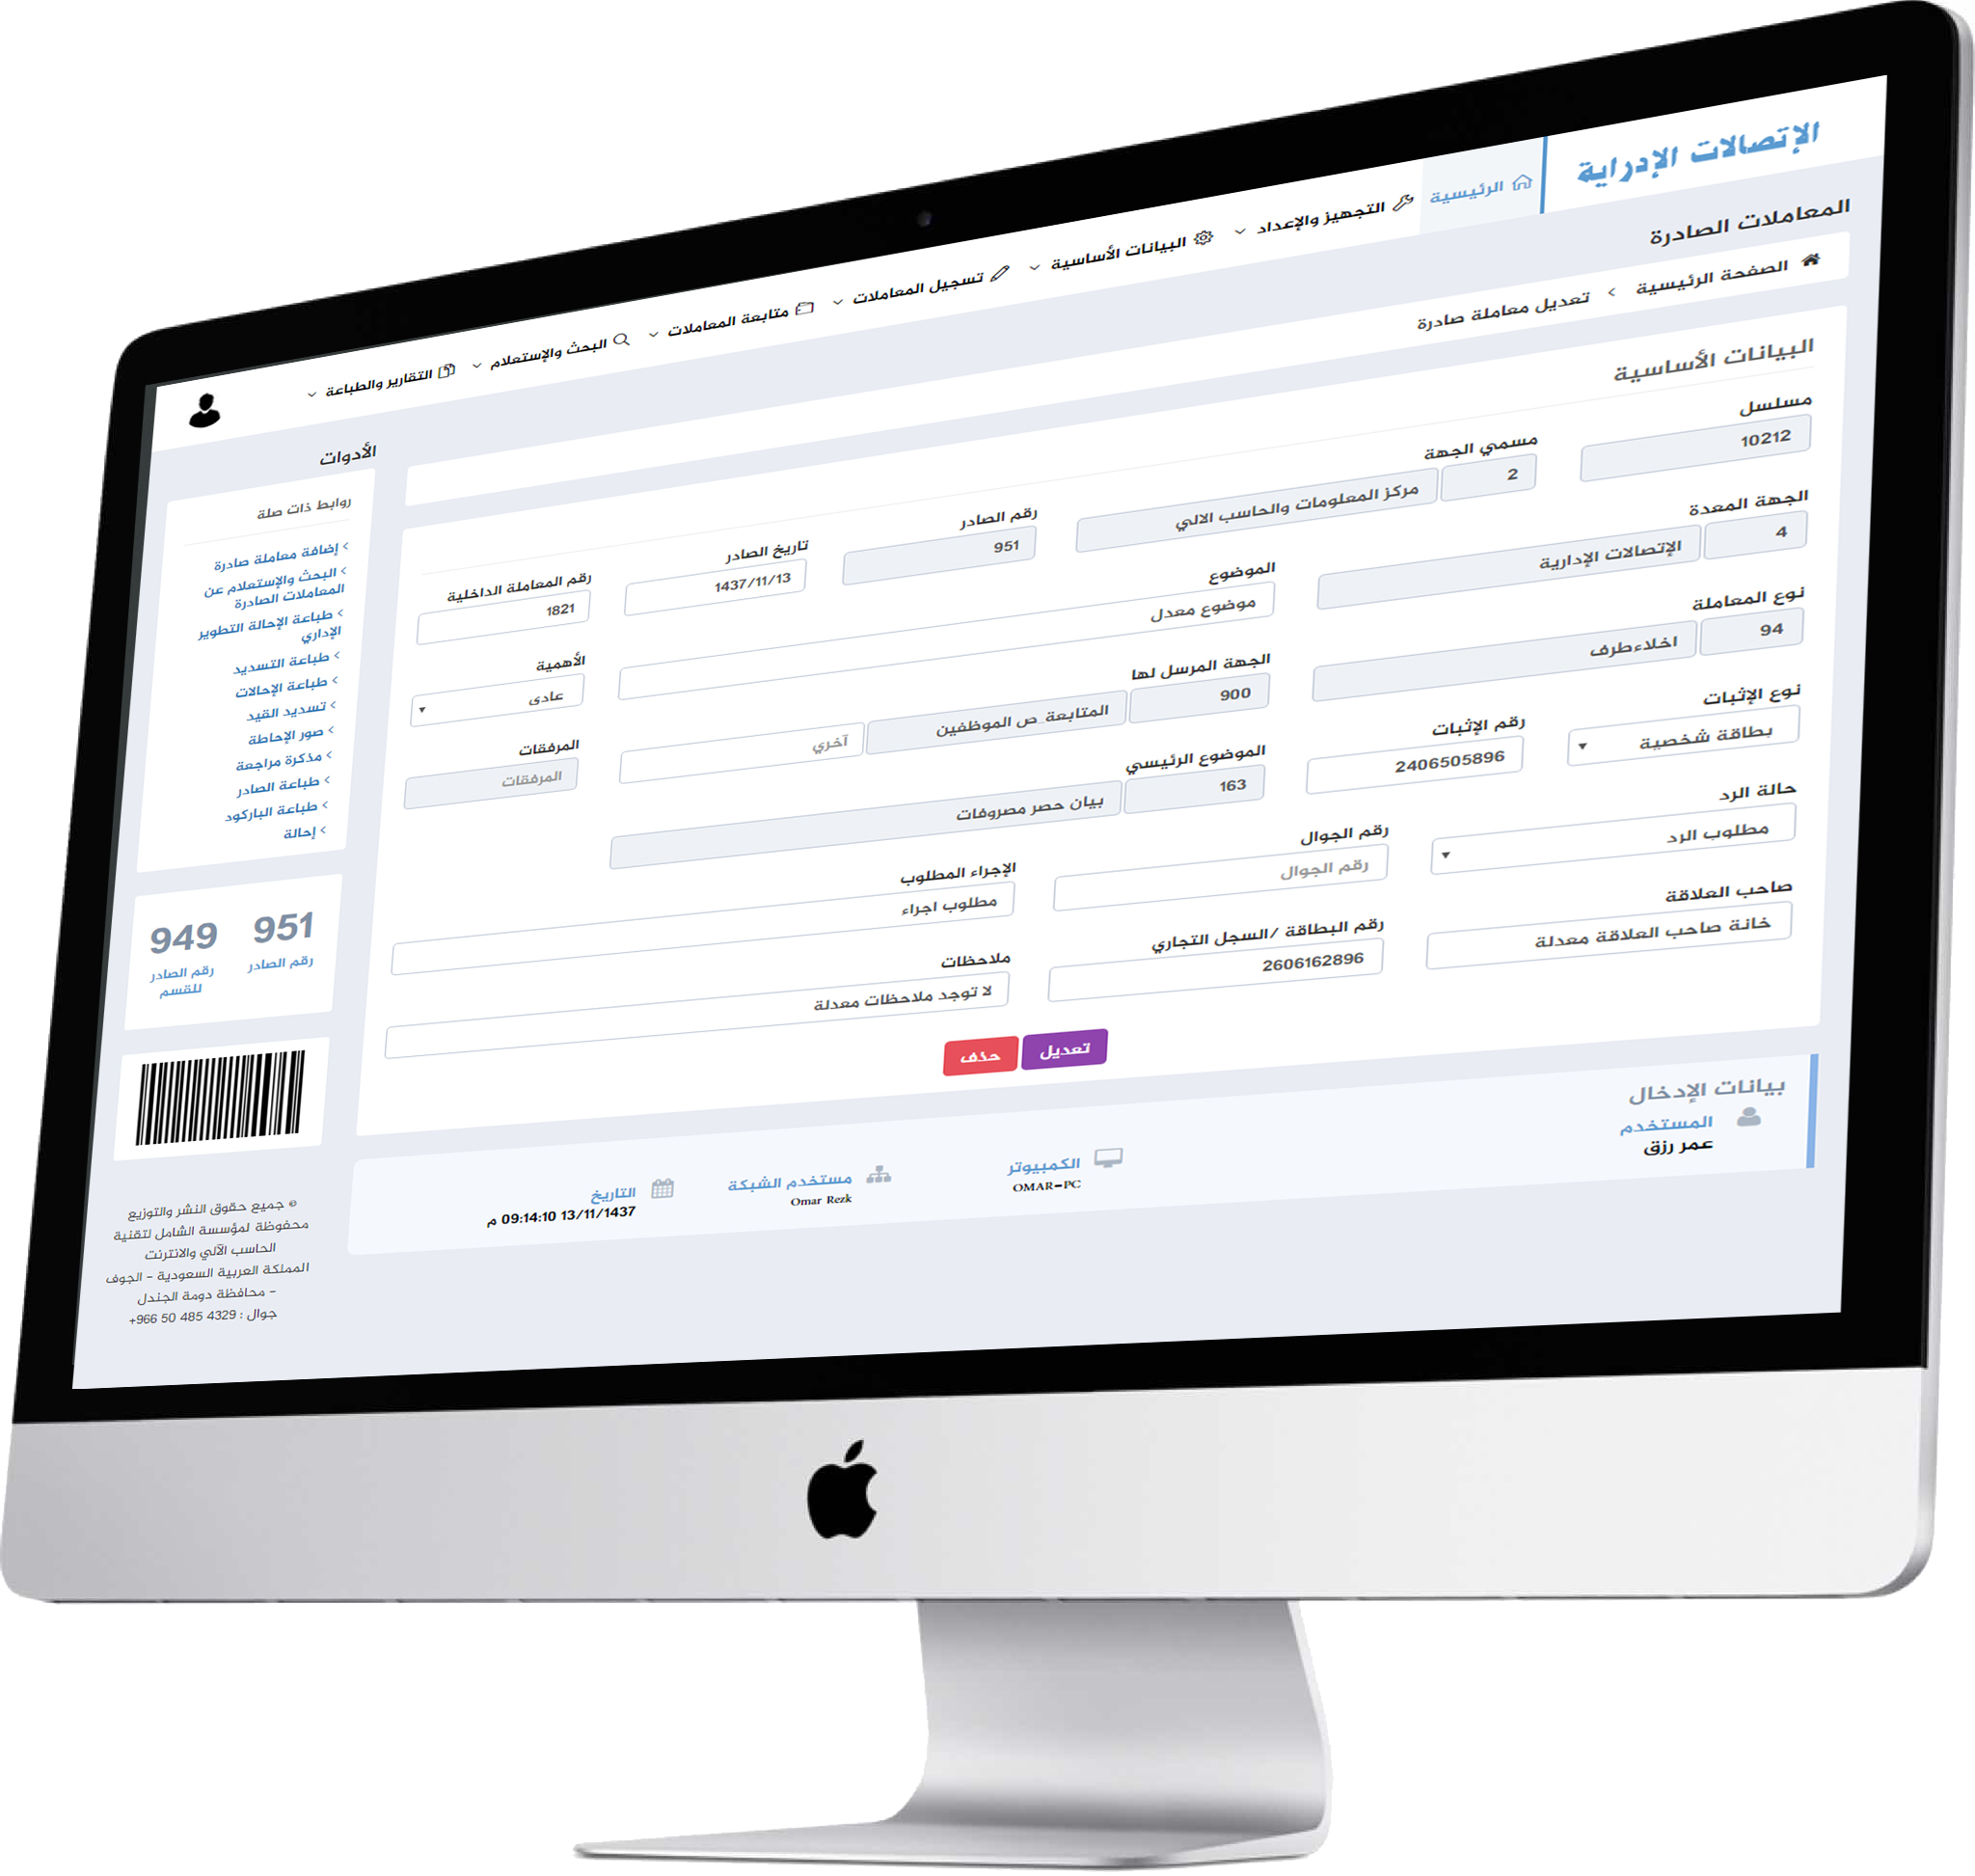 الإتصالات الإدراية
الرئيسية
التجهيز والإعداد
البيانات الأساسية
تسجيل المعاملات
متابعة المعاملات
البحث والإستعلام
التقارير والطباعة
المعاملات الصادرة
الصفحة الرئيسية > تعديل معاملة صادرة
البيانات الأساسية
مسلسل
10212
مسمي الجهة
2
مركز المعلومات والحاسب الالي
رقم الصادر
951
تاريخ الصادر
1437/11/13
رقم المعاملة الداخلية
1821
الجهة المعدة
4
الإتصالات الإدارية
الموضوع
موضوع معدل
الأهمية
عادى
نوع المعاملة
94
اخلاءطرف
الجهة المرسل لها
900
المتابعة_ص الموظفين
آخري
المرفقات
المرفقات
نوع الإثبات
بطاقة شخصية
رقم الإثبات
2406505896
الموضوع الرئيسي
163
بيان حصر مصروفات
حالة الرد
مطلوب الرد
رقم الجوال
رقم الجوال
الإجراء المطلوب
مطلوب اجراء
صاحب العلاقة
خانة صاحب العلاقة معدلة
رقم البطاقة /السجل التجاري
2606162896
ملاحظات
لا توجد ملاحظات معدلة
تعديل
حذف
بيانات الإدخال
المستخدم
عمر رزق
الكمبيوتر
OMAR-PC
مستخدم الشبكة
Omar Rezk
التاريخ
13/11/1437 09:14:10 م
الأدوات
روابط ذات صلة
إضافة معاملة صادرة
البحث والإستعلام عن
المعاملات الصادرة
طباعة الإحالة التطوير
الإداري
طباعة التسديد
طباعة الإحالات
تسديد القيد
صور الإحاطة
مذكرة مراجعة
طباعة الصادر
طباعة الباركود
إحالة
951
رقم الصادر
949
رقم الصادر
للقسم
© جميع حقوق النشر والتوزيع
محفوظة لمؤسسة الشامل لتقنية
الحاسب الآلي والانترنت
المملكة العربية السعودية - الجوف
- محافظة دومة الجندل
جوال : 4329 485 50 966+